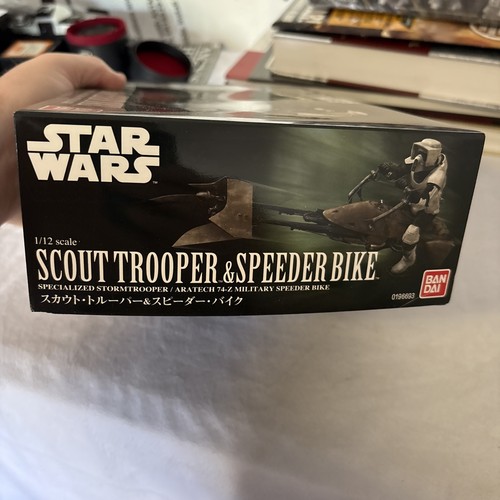 STAR
WARS
1/12 scale
SCOUT TROOPER & SPEEDER BIKE
SPECIALIZED STORMTROOPER / ARATECH 74-Z MILITARY SPEEDER BIKE
スカウト・トルーパー&スピーダー・バイク
0196693
BAN
DAI